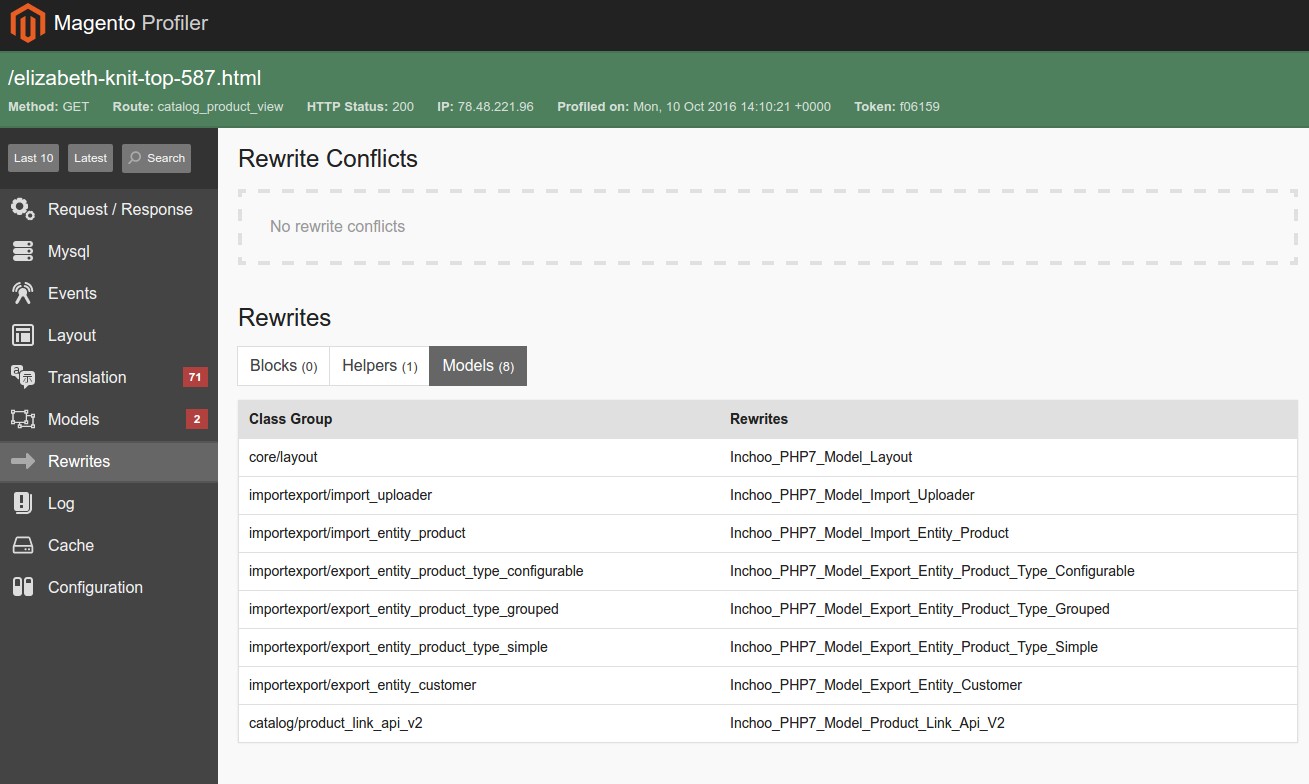 Magento Profiler
/elizabeth-knit-top-587.html
Method: GET Route: catalog_product_view HTTP Status: 200 IP: 78.48.221.96 Profiled on: Mon, 10 Oct 2016 14:10:21 +0000 Token: f06159
Last 10 Latest Search
Request / Response
Mysql
Events
Layout
Translation 71
Models 2
Rewrites
Log
Cache
Configuration
Rewrite Conflicts
No rewrite conflicts
Rewrites
Blocks (0) Helpers (1) Models (8)
Class Group Rewrites
core/layout Inchoo_PHP7_Model_Layout
importexport/import_uploader Inchoo_PHP7_Model_Import_Uploader
importexport/import_entity_product Inchoo_PHP7_Model_Import_Entity_Product
importexport/export_entity_product_type_configurable Inchoo_PHP7_Model_Export_Entity_Product_Type_Configurable
importexport/export_entity_product_type_grouped Inchoo_PHP7_Model_Export_Entity_Product_Type_Grouped
importexport/export_entity_product_type_simple Inchoo_PHP7_Model_Export_Entity_Product_Type_Simple
importexport/export_entity_customer Inchoo_PHP7_Model_Export_Entity_Customer
catalog/product_link_api_v2 Inchoo_PHP7_Model_Product_Link_Api_V2